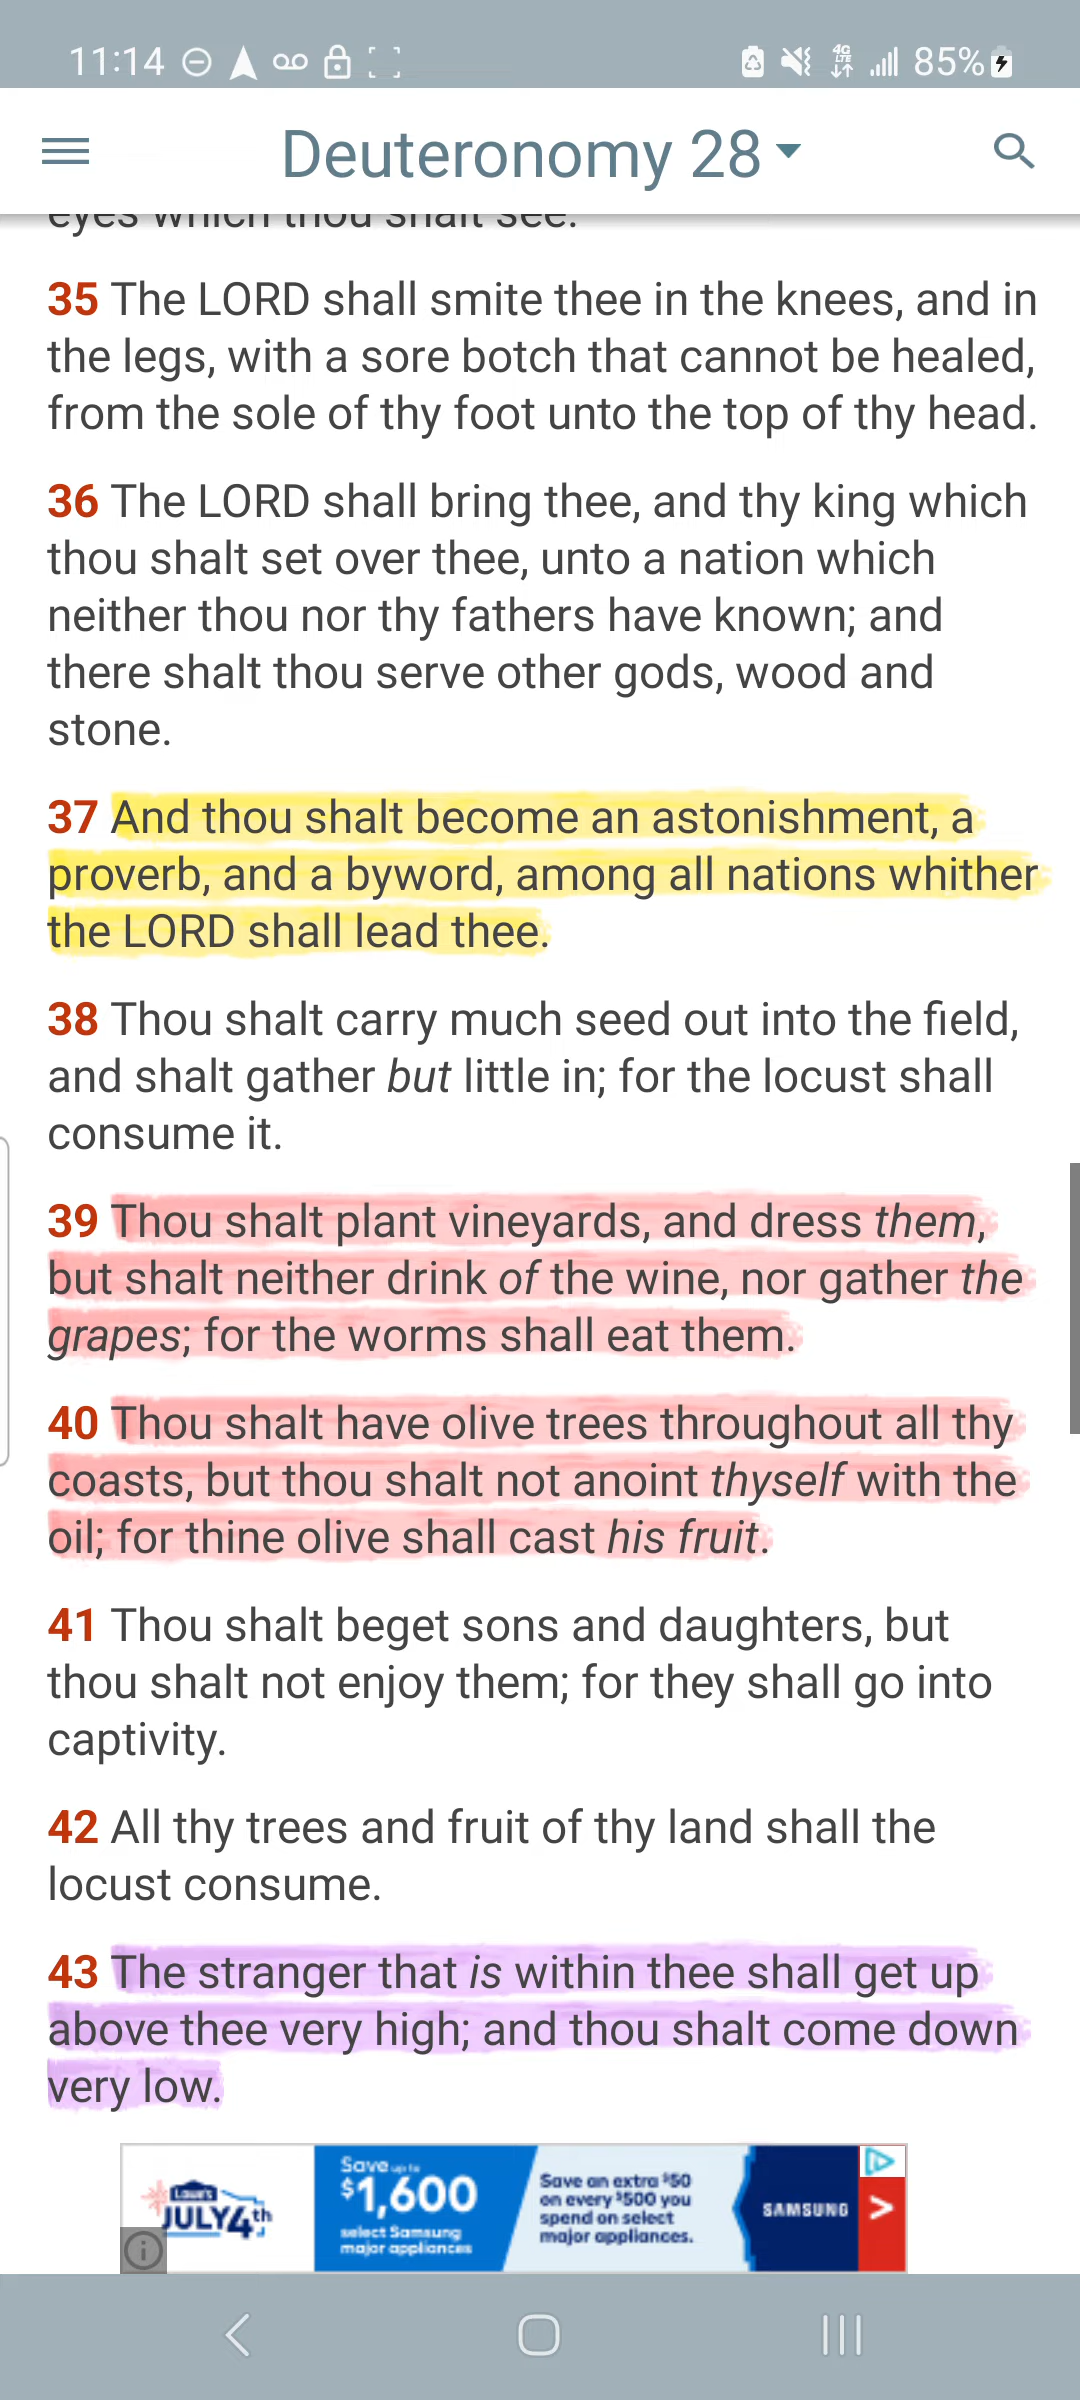 11:14 85%
Deuteronomy 28
eyes which thou shalt see.
35 The LORD shall smite thee in the knees, and in
the legs, with a sore botch that cannot be healed,
from the sole of thy foot unto the top of thy head.
36 The LORD shall bring thee, and thy king which
thou shalt set over thee, unto a nation which
neither thou nor thy fathers have known; and
there shalt thou serve other gods, wood and
stone.
37 And thou shalt become an astonishment, a
proverb, and a byword, among all nations whither
the LORD shall lead thee.
38 Thou shalt carry much seed out into the field,
and shalt gather but little in; for the locust shall
consume it.
39 Thou shalt plant vineyards, and dress them,
but shalt neither drink of the wine, nor gather the
grapes; for the worms shall eat them.
40 Thou shalt have olive trees throughout all thy
coasts, but thou shalt not anoint thyself with the
oil; for thine olive shall cast his fruit.
41 Thou shalt beget sons and daughters, but
thou shalt not enjoy them; for they shall go into
captivity.
42 All thy trees and fruit of thy land shall the
locust consume.
43 The stranger that is within thee shall get up
above thee very high; and thou shalt come down
very low.
Lowe's
JULY4th
Save up to
$1,600
select Samsung
major appliances
Save an extra $50
on every $500 you
spend on select
major appliances.
SAMSUNG